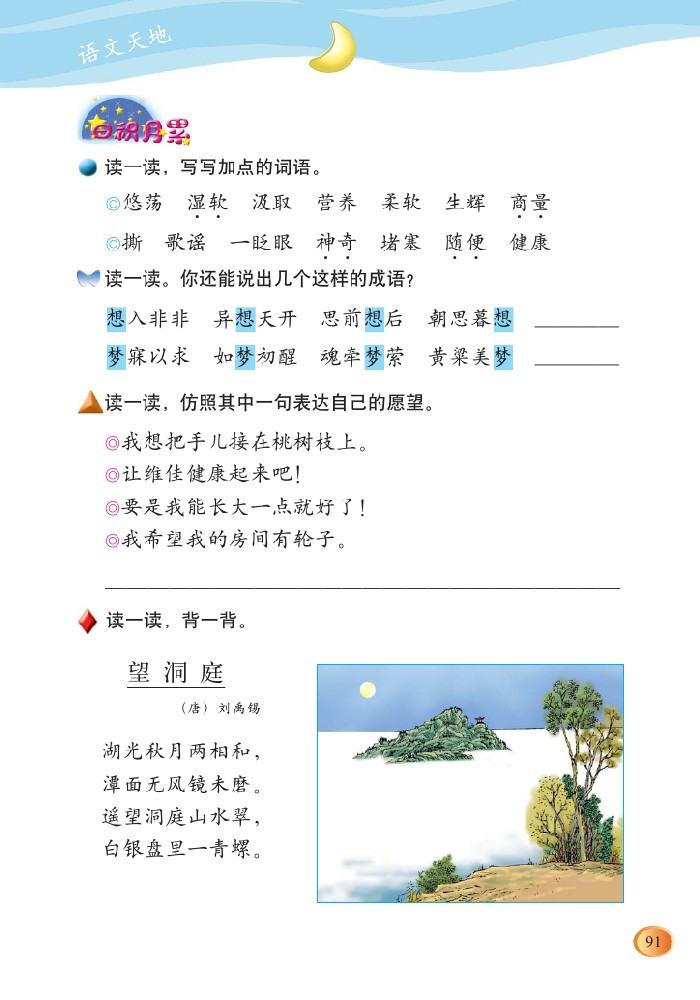 语文天地
日积月累
读一读，写写加点的词语。
◎悠荡 湿软 汲取 营养 柔软 生辉 商量
◎撕 歌谣 一眨眼 神奇 堵塞 随便 健康
读一读。你还能说出几个这样的成语?
想入非非 异想天开 思前想后 朝思暮想 ________
梦寐以求 如梦初醒 魂牵梦萦 黄粱美梦 ________
读一读，仿照其中一句表达自己的愿望。
◎我想把手儿接在桃树枝上。
◎让维佳健康起来吧！
◎要是我能长大一点就好了！
◎我希望我的房间有轮子。
读一读，背一背。
望洞庭
（唐）刘禹锡
湖光秋月两相和，
潭面无风镜未磨。
遥望洞庭山水翠，
白银盘里一青螺。
91